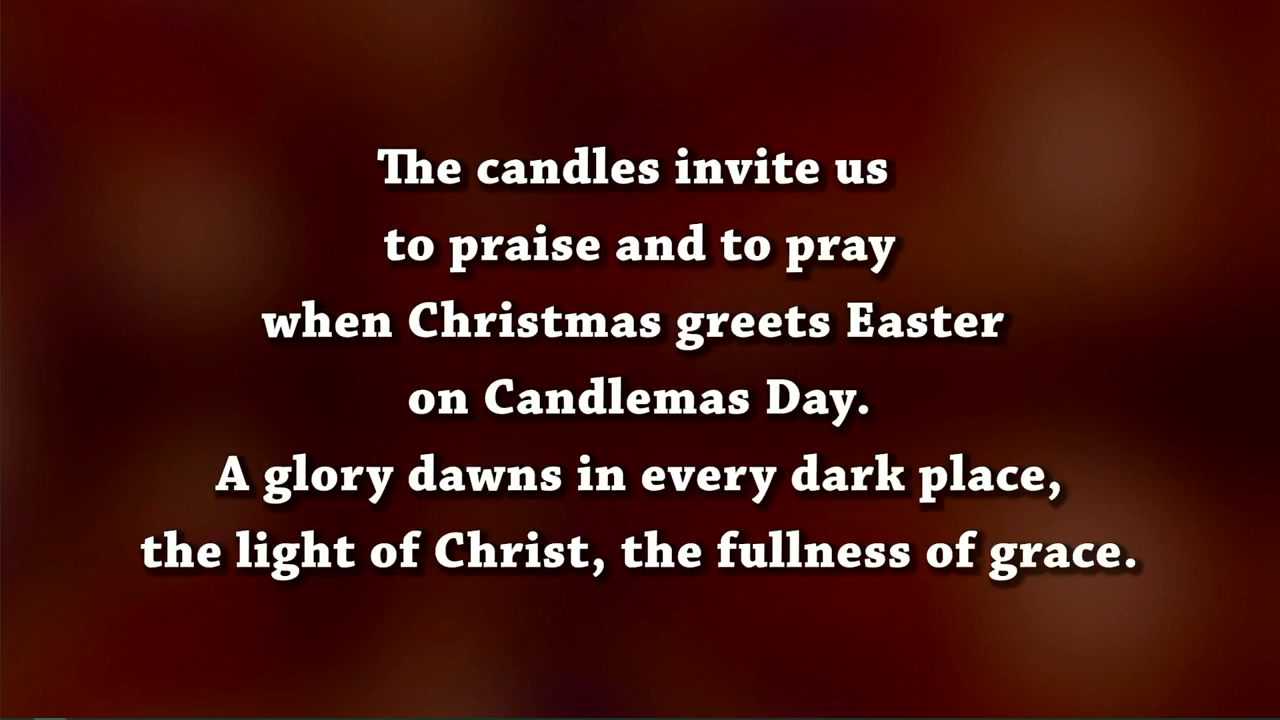 The candles invite us
to praise and to pray
when Christmas greets Easter
on Candlemas Day.
A glory dawns in every dark place,
the light of Christ, the fullness of grace.